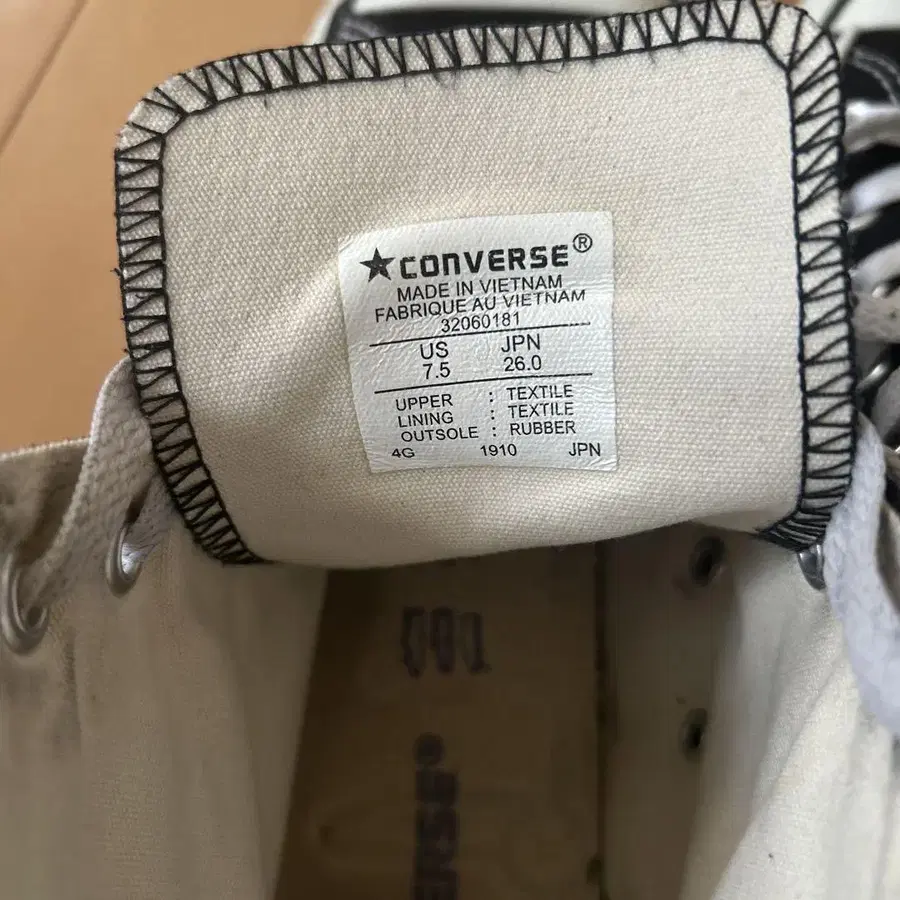 ★CONVERSE®
MADE IN VIETNAM
FABRIQUE AU VIETNAM
32060181
US JPN
7.5 26.0
UPPER : TEXTILE
LINING : TEXTILE
OUTSOLE : RUBBER
4G 1910 JPN
ERSE®